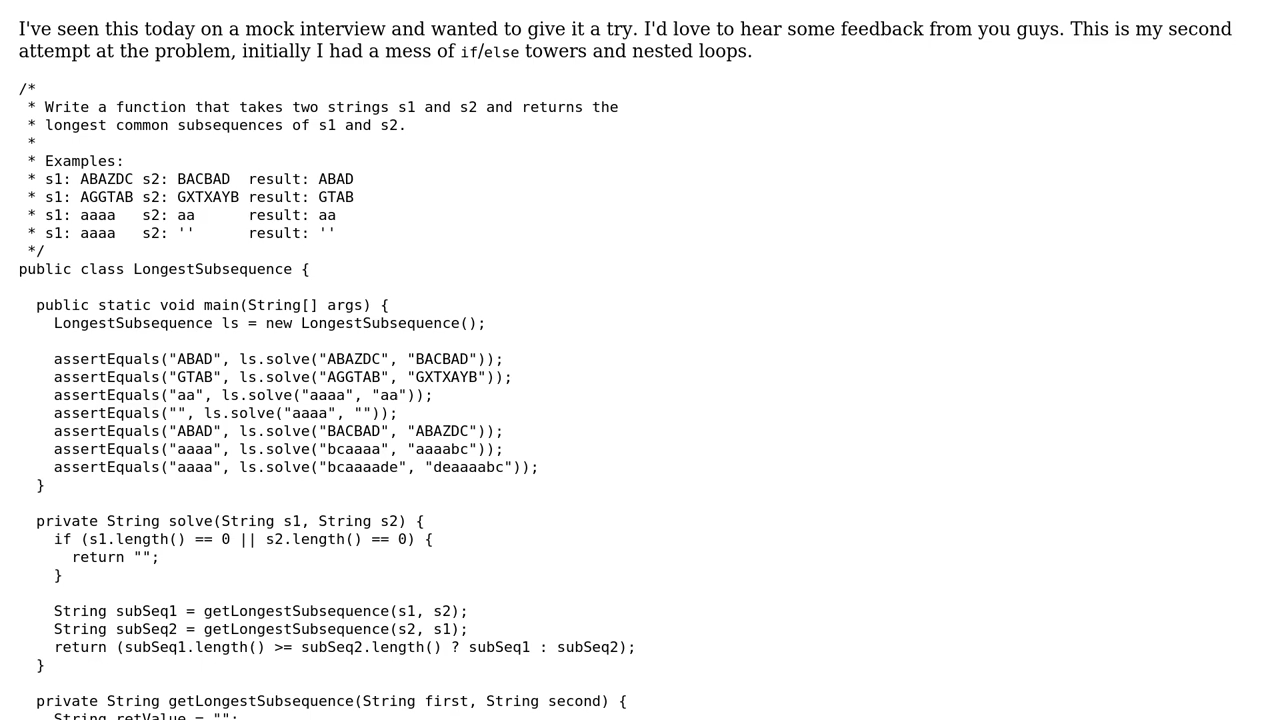 I've seen this today on a mock interview and wanted to give it a try. I'd love to hear some feedback from you guys. This is my second
attempt at the problem, initially I had a mess of if/else towers and nested loops.
/*
 * Write a function that takes two strings s1 and s2 and returns the
 * longest common subsequences of s1 and s2.
 *
 * Examples:
 * s1: ABAZDC s2: BACBAD  result: ABAD
 * s1: AGGTAB s2: GXTXAYB result: GTAB
 * s1: aaaa   s2: aa      result: aa
 * s1: aaaa   s2: ''      result: ''
 */
public class LongestSubsequence {
  public static void main(String[] args) {
    LongestSubsequence ls = new LongestSubsequence();
    assertEquals("ABAD", ls.solve("ABAZDC", "BACBAD"));
    assertEquals("GTAB", ls.solve("AGGTAB", "GXTXAYB"));
    assertEquals("aa", ls.solve("aaaa", "aa"));
    assertEquals("", ls.solve("aaaa", ""));
    assertEquals("ABAD", ls.solve("BACBAD", "ABAZDC"));
    assertEquals("aaaa", ls.solve("bcaaaa", "aaaabc"));
    assertEquals("aaaa", ls.solve("bcaaaade", "deaaaabc"));
  }
  private String solve(String s1, String s2) {
    if (s1.length() == 0 || s2.length() == 0) {
      return "";
    }
    String subSeq1 = getLongestSubsequence(s1, s2);
    String subSeq2 = getLongestSubsequence(s2, s1);
    return (subSeq1.length() >= subSeq2.length() ? subSeq1 : subSeq2);
  }
  private String getLongestSubsequence(String first, String second) {
    String retValue = "";